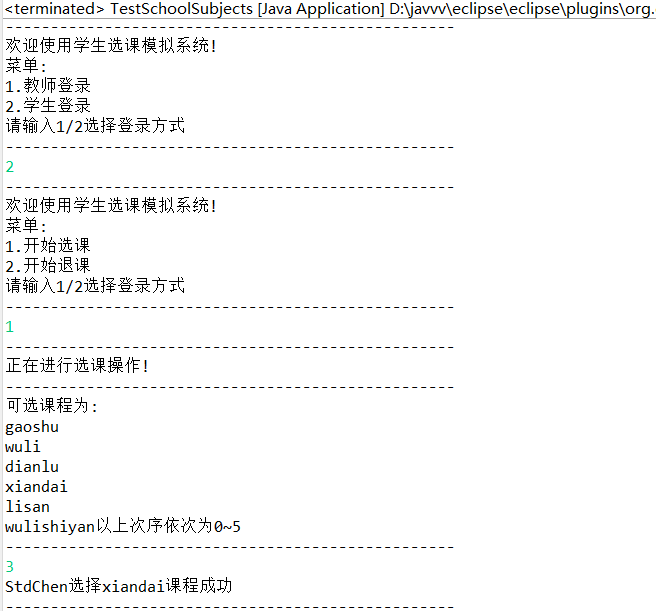 <terminated> TestSchoolSubjects [Java Application] D:\javvv\eclipse\eclipse\plugins\org.
--------------------------------------------------
欢迎使用学生选课模拟系统!
菜单:
1.教师登录
2.学生登录
请输入1/2选择登录方式
--------------------------------------------------
2
--------------------------------------------------
欢迎使用学生选课模拟系统!
菜单:
1.开始选课
2.开始退课
请输入1/2选择登录方式
--------------------------------------------------
1
--------------------------------------------------
正在进行选课操作!
--------------------------------------------------
可选课程为:
gaoshu
wuli
dianlu
xiandai
lisan
wulishiyan以上次序依次为0~5
--------------------------------------------------
3
StdChen选择xiandai课程成功
--------------------------------------------------